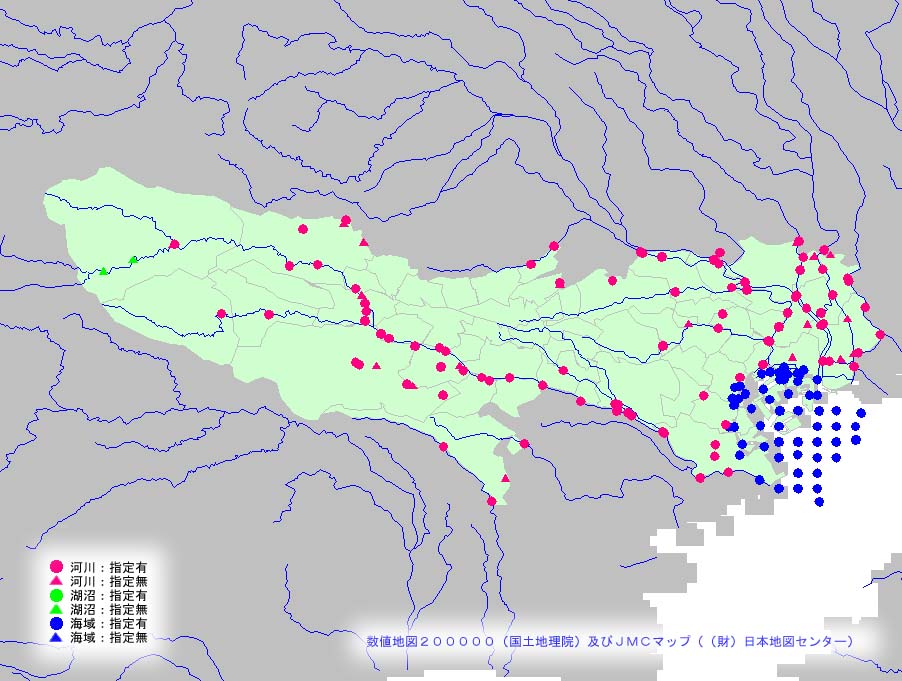 河川：指定有
河川：指定無
湖沼：指定有
湖沼：指定無
海域：指定有
海域：指定無
数値地図２０００００（国土地理院）及びＪＭＣマップ（（財）日本地図センター）